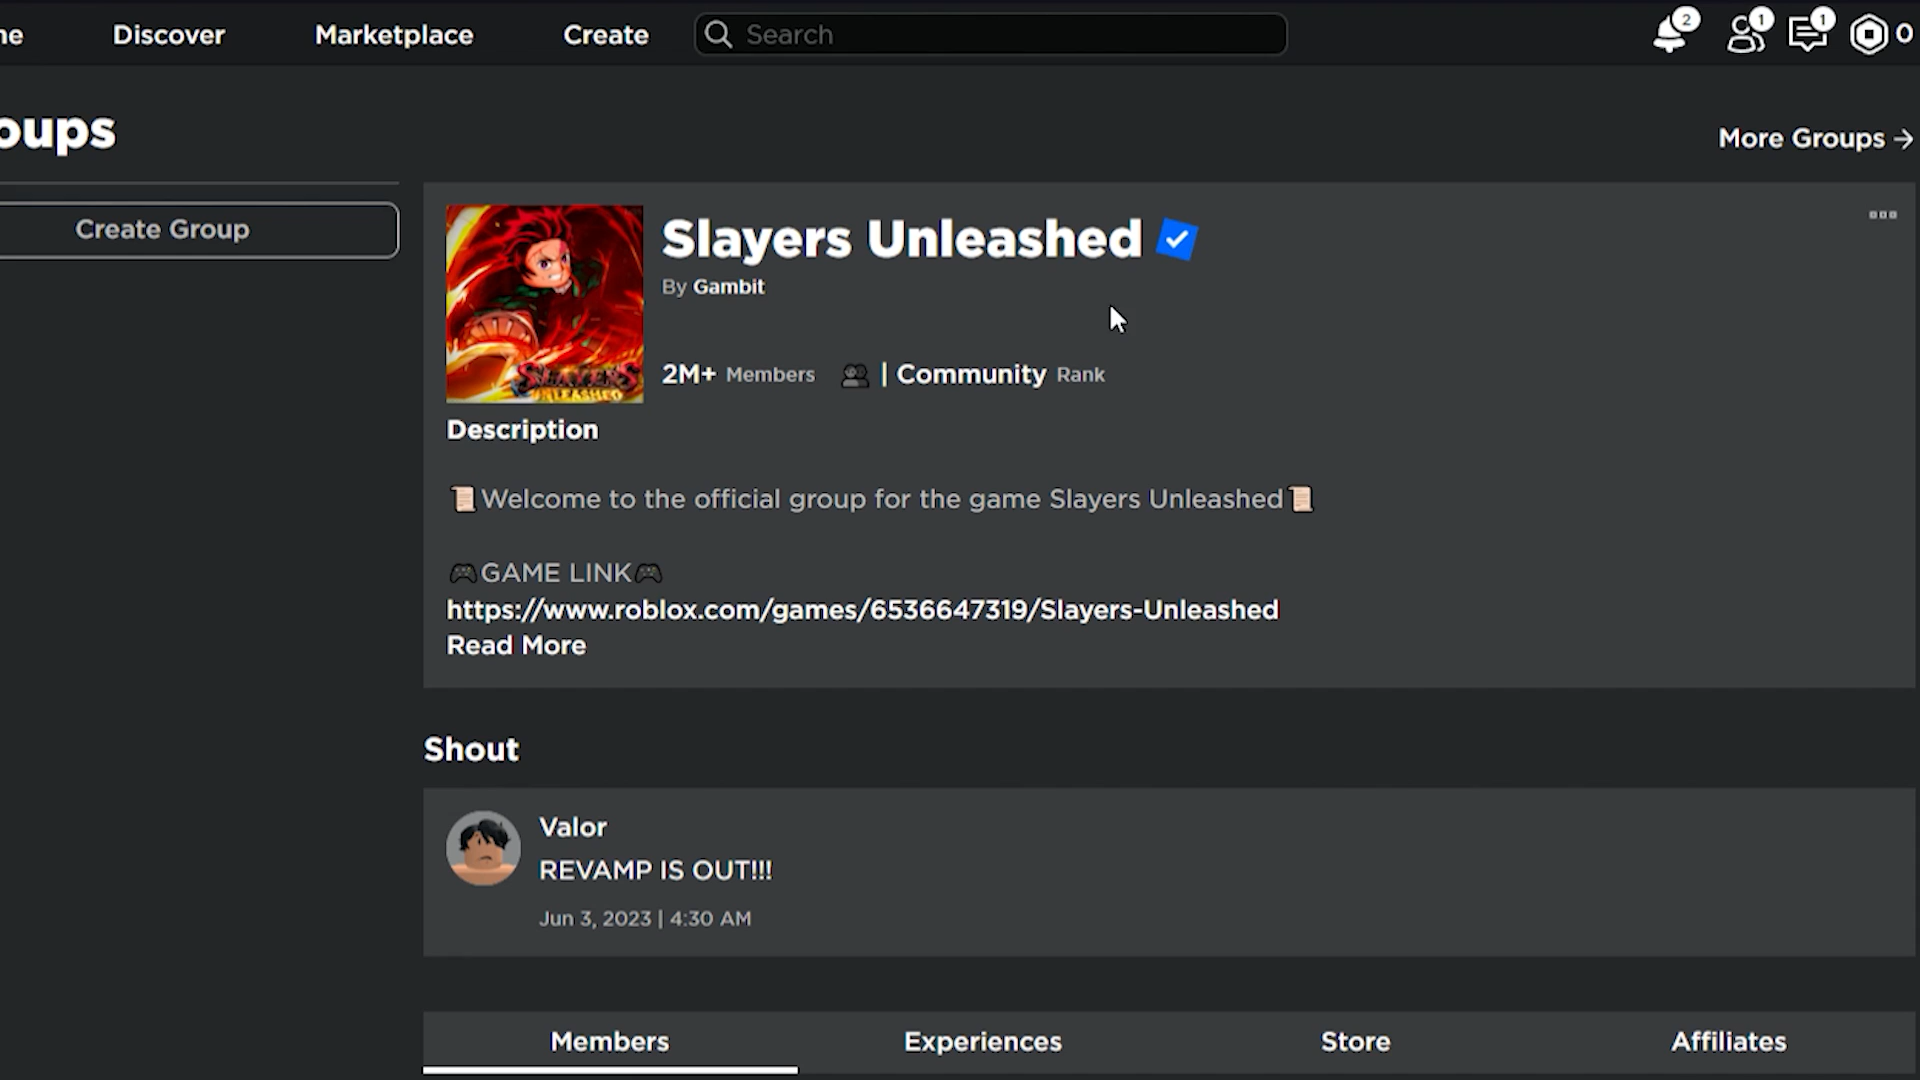 ne Discover Marketplace Create Search 2 1 1 0
oups
More Groups →
Create Group
Slayers Unleashed
By Gambit
2M+ Members 👥 | Community Rank
SLAYERS
UNLEASHED
Description
📜Welcome to the official group for the game Slayers Unleashed📜
🎮GAME LINK🎮
https://www.roblox.com/games/6536647319/Slayers-Unleashed
Read More
Shout
Valor
REVAMP IS OUT!!!
Jun 3, 2023 | 4:30 AM
Members Experiences Store Affiliates